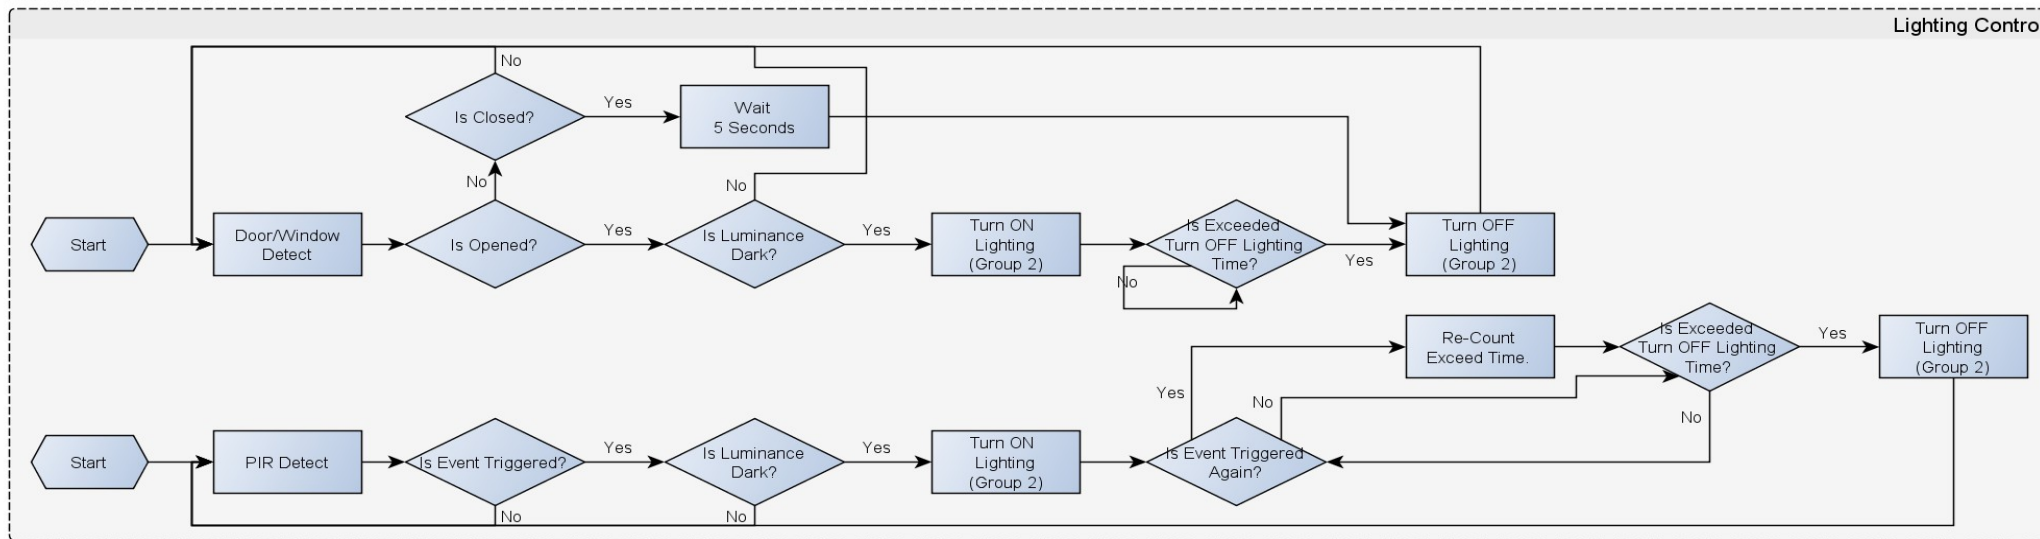 Lighting Contro
No
Is Closed?
Yes
Wait
5 Seconds
No
No
Start
Door/Window
Detect
Is Opened?
Yes
Is Luminance
Dark?
Yes
Turn ON
Lighting
(Group 2)
Is Exceeded
Turn OFF Lighting
Time?
Yes
No
Turn OFF
Lighting
(Group 2)
Re-Count
Exceed Time.
Is Exceeded
Turn OFF Lighting
Time?
Yes
Turn OFF
Lighting
(Group 2)
Yes
No
No
Start
PIR Detect
Is Event Triggered?
Yes
Is Luminance
Dark?
Yes
Turn ON
Lighting
(Group 2)
Is Event Triggered
Again?
No
No